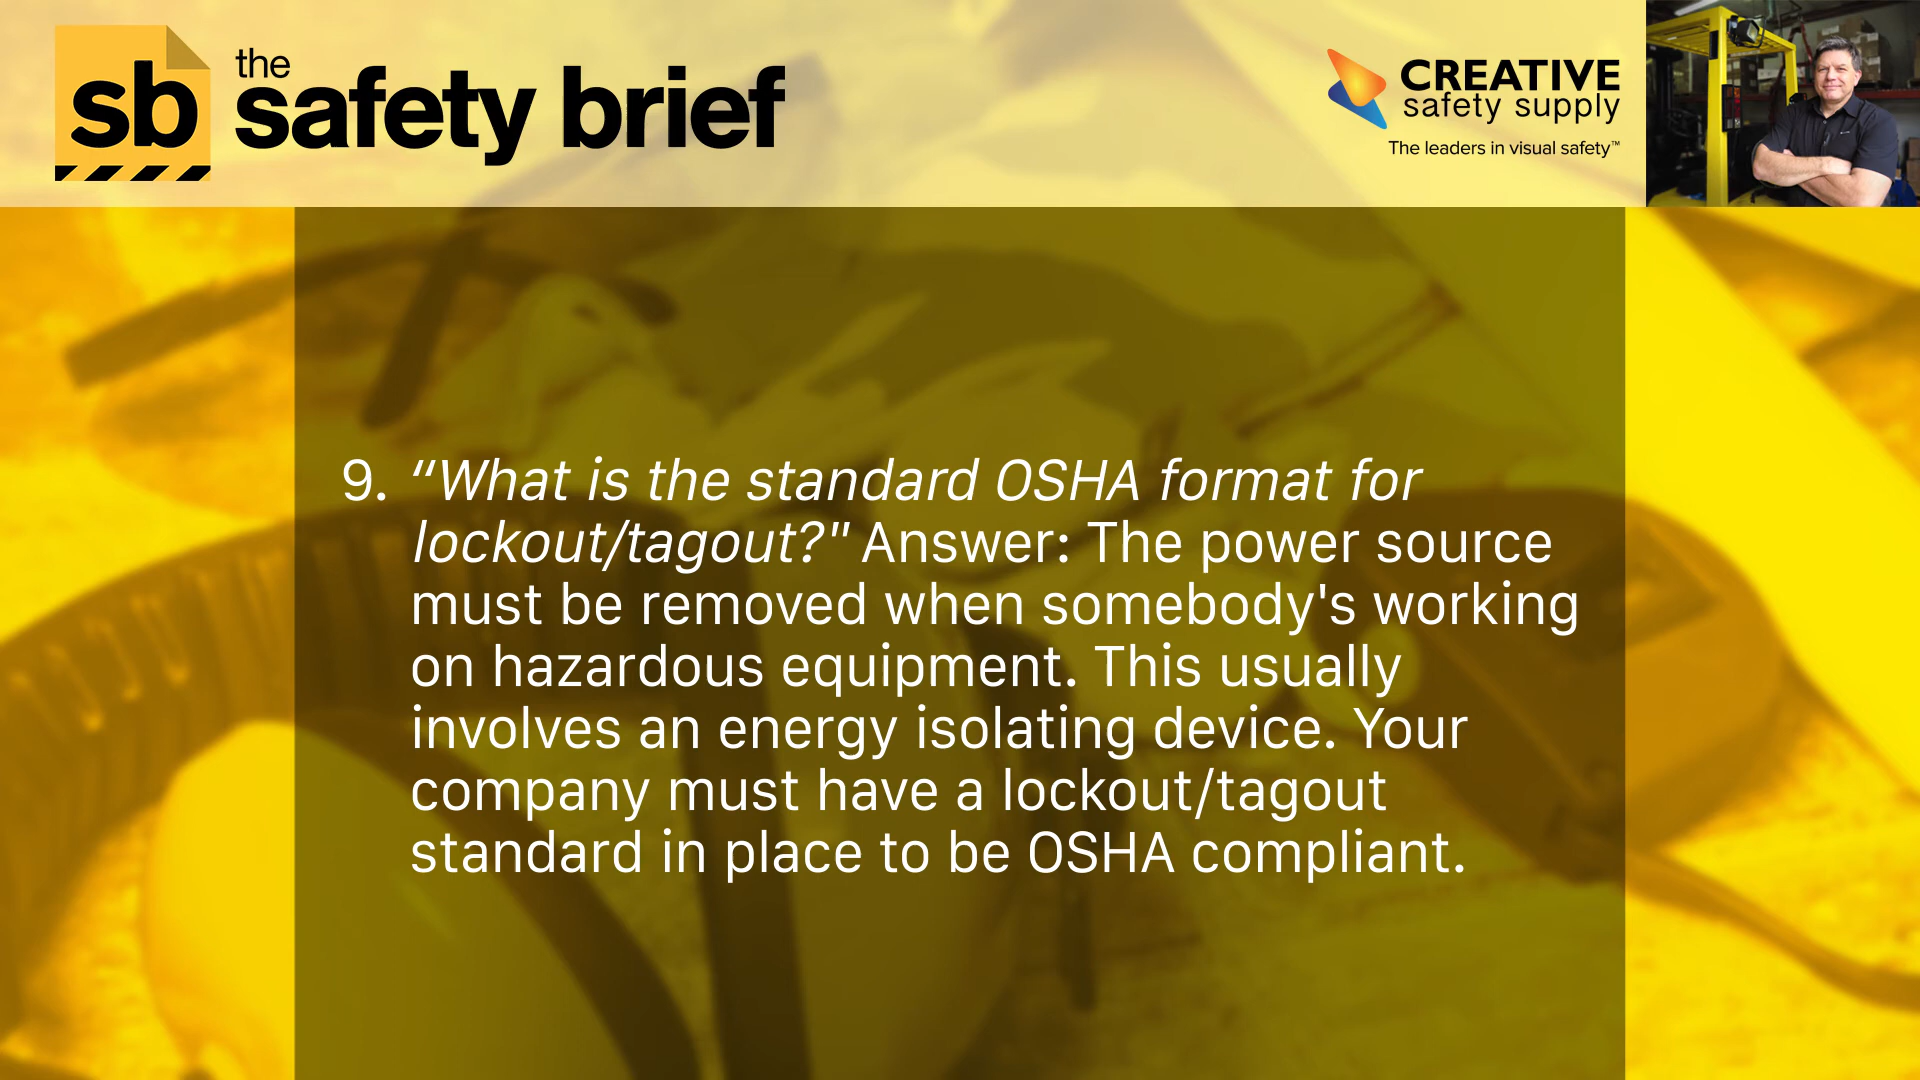 sb
the
safety brief
CREATIVE
safety supply
The leaders in visual safety™
9. “What is the standard OSHA format for
lockout/tagout?" Answer: The power source
must be removed when somebody's working
on hazardous equipment. This usually
involves an energy isolating device. Your
company must have a lockout/tagout
standard in place to be OSHA compliant.